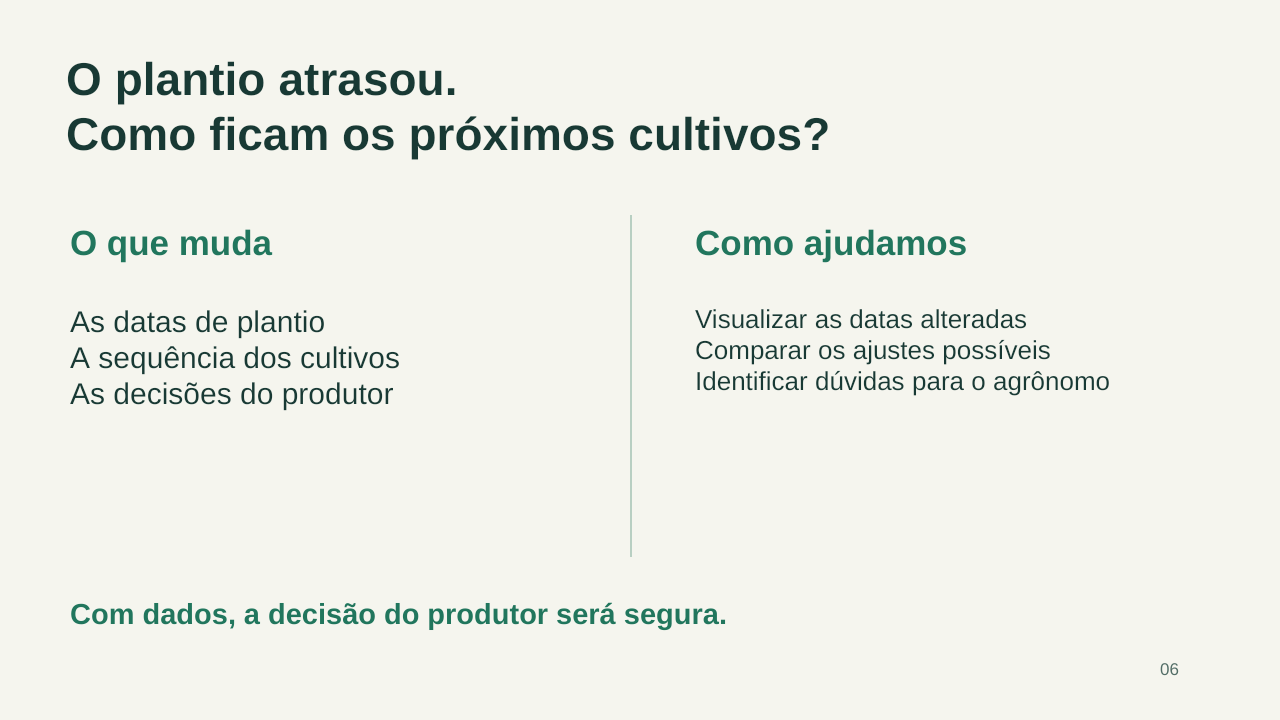 O plantio atrasou.
Como ficam os próximos cultivos?
O que muda
As datas de plantio
A sequência dos cultivos
As decisões do produtor
Como ajudamos
Visualizar as datas alteradas
Comparar os ajustes possíveis
Identificar dúvidas para o agrônomo
Com dados, a decisão do produtor será segura.
06